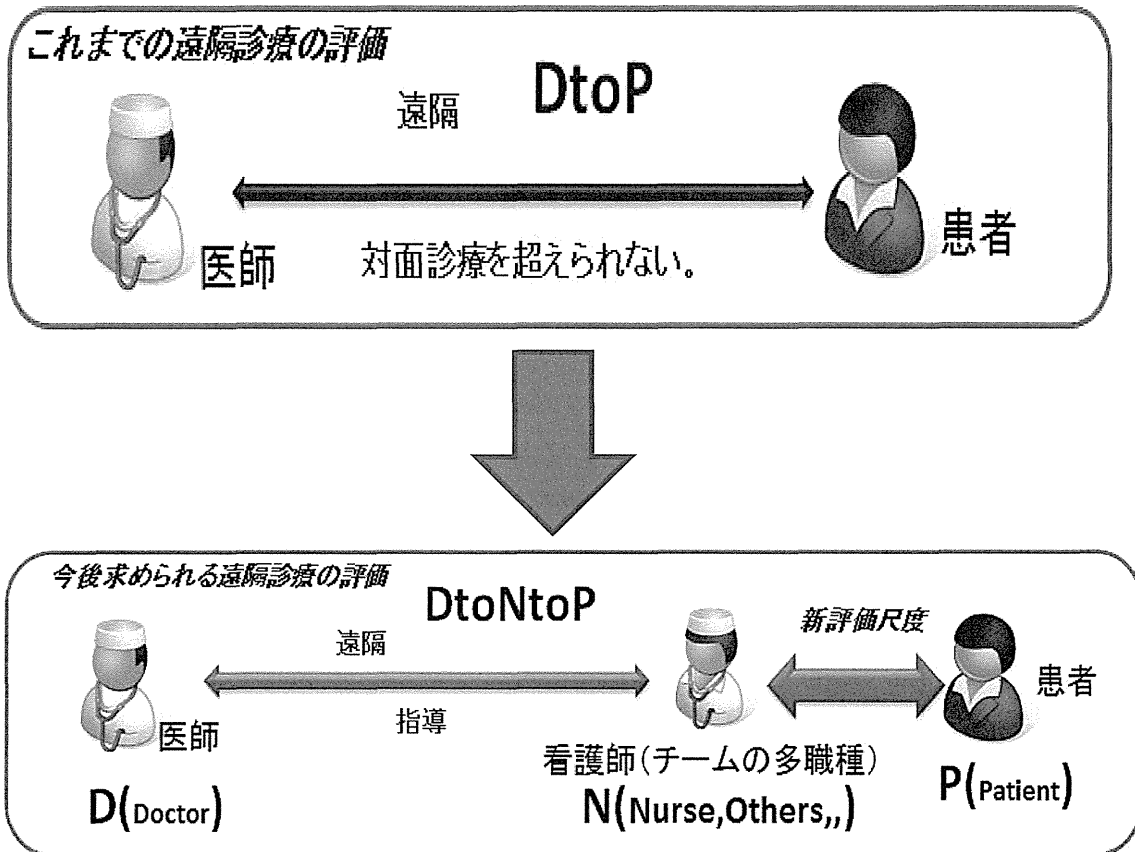 これまでの遠隔診療の評価
遠隔 DtoP
医師
対面診療を超えられない。
患者
今後求められる遠隔診療の評価
DtoNtoP
新評価尺度
遠隔
患者
医師
指導
看護師(チームの多職種)
D(Doctor)
N(Nurse,Others,,)
P(Patient)